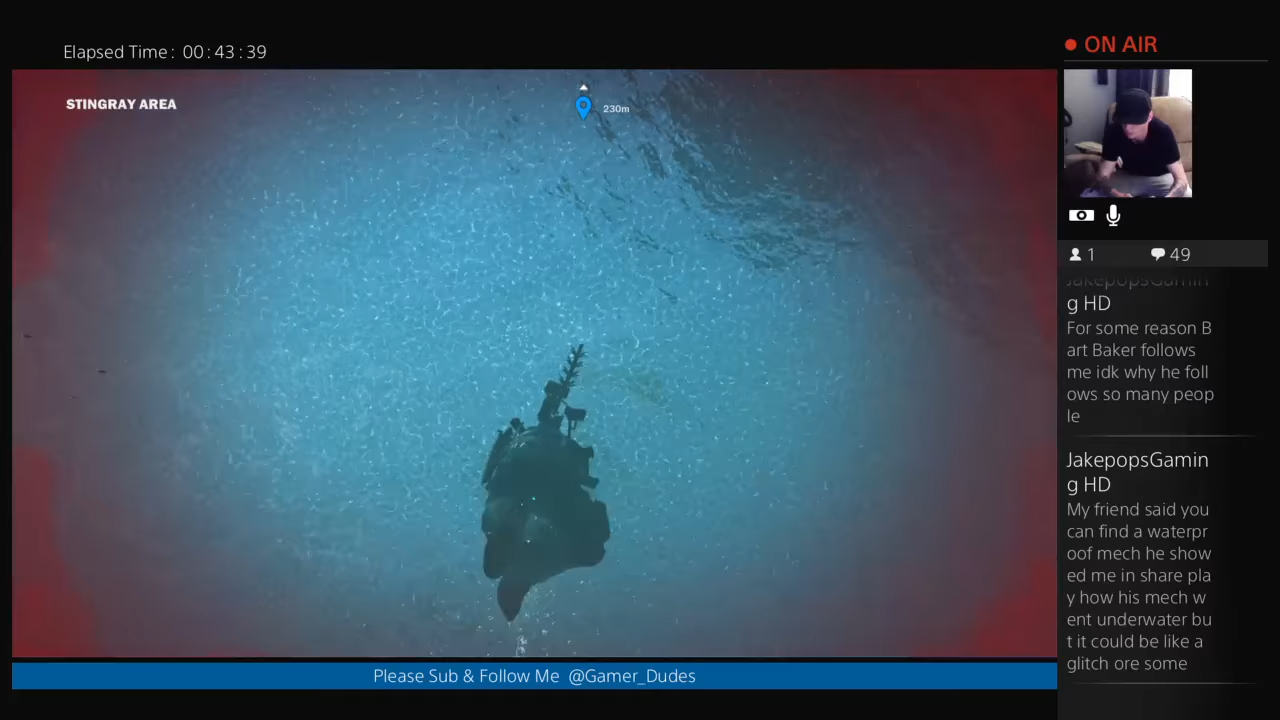 Elapsed Time: 00:43:39
ON AIR
STINGRAY AREA
230m
1 49
JakepopsGamin
g HD
For some reason B
art Baker follows
me idk why he foll
ows so many peop
le
JakepopsGamin
g HD
My friend said you
can find a waterpr
oof mech he show
ed me in share pla
y how his mech w
ent underwater bu
t it could be like a
glitch ore some
Please Sub & Follow Me @Gamer_Dudes